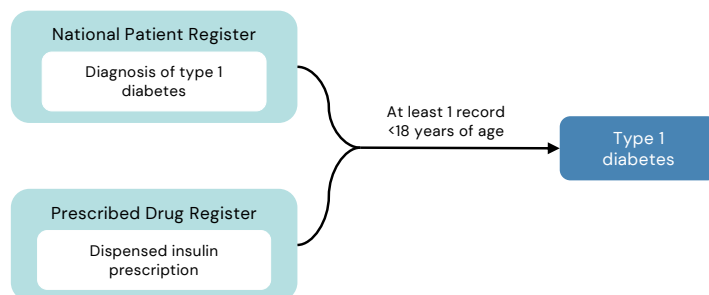 National Patient Register
Diagnosis of type 1
diabetes
At least 1 record
<18 years of age
Type 1
diabetes
Prescribed Drug Register
Dispensed insulin
prescription